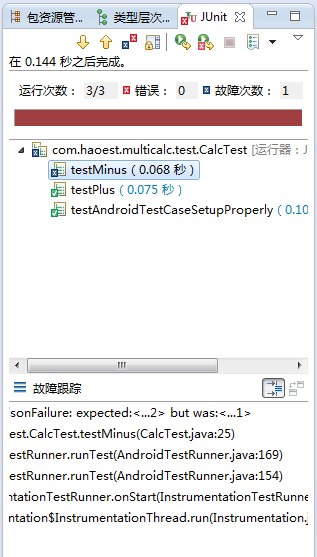 包资源管... 类型层次... JUnit
在 0.144 秒之后完成。
运行次数： 3/3 错误： 0 故障次数： 1
com.haoest.multicalc.test.CalcTest [运行器：J
testMinus（0.068 秒）
testPlus（0.075 秒）
testAndroidTestCaseSetupProperly（0.10
故障跟踪
sonFailure: expected:<...2> but was:<...1>
est.CalcTest.testMinus(CalcTest.java:25)
estRunner.runTest(AndroidTestRunner.java:169)
estRunner.runTest(AndroidTestRunner.java:154)
ntationTestRunner.onStart(InstrumentationTestRunne
ntation$InstrumentationThread.run(Instrumentation.j